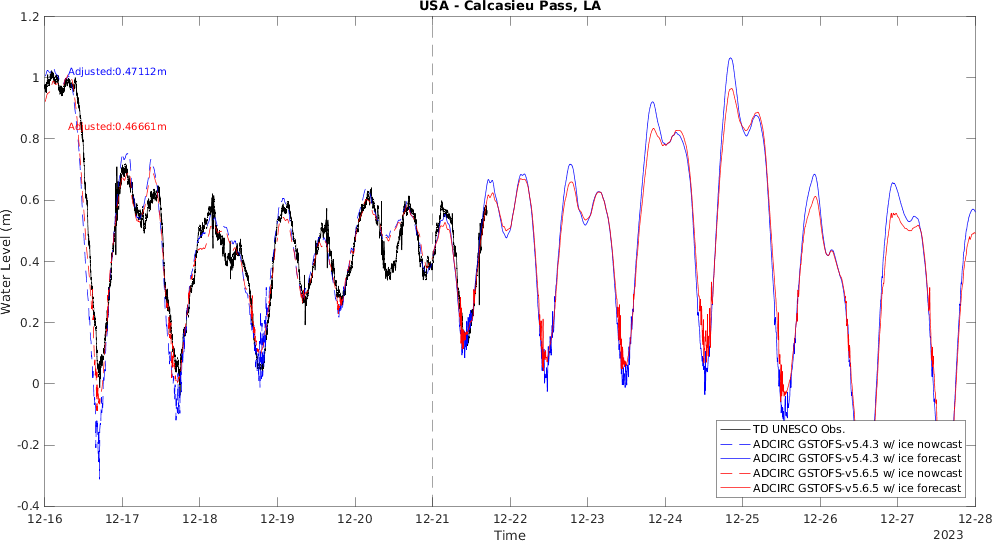 USA - Calcasieu Pass, LA
1.2
1
0.8
0.6
0.4
0.2
0
-0.2
-0.4
Water Level (m)
Adjusted:0.47112m
Adjusted:0.46661m
TD UNESCO Obs.
ADCIRC GSTOFS-v5.4.3 w/ ice nowcast
ADCIRC GSTOFS-v5.4.3 w/ ice forecast
ADCIRC GSTOFS-v5.6.5 w/ ice nowcast
ADCIRC GSTOFS-v5.6.5 w/ ice forecast
12-16 12-17 12-18 12-19 12-20 12-21 12-22 12-23 12-24 12-25 12-26 12-27 12-28
Time
2023